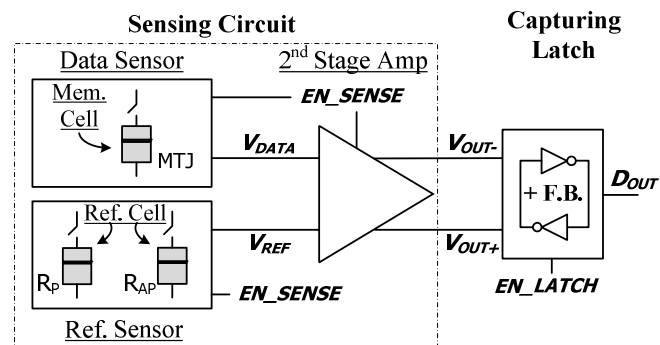 Sensing Circuit
Capturing
Latch
Data Sensor
2nd Stage Amp
Mem.
Cell
MTJ
EN_SENSE
VDATA
VOUT-
+ F.B.
DOUT
Ref. Cell
RP
RAP
VREF
VOUT+
EN_SENSE
EN_LATCH
Ref. Sensor